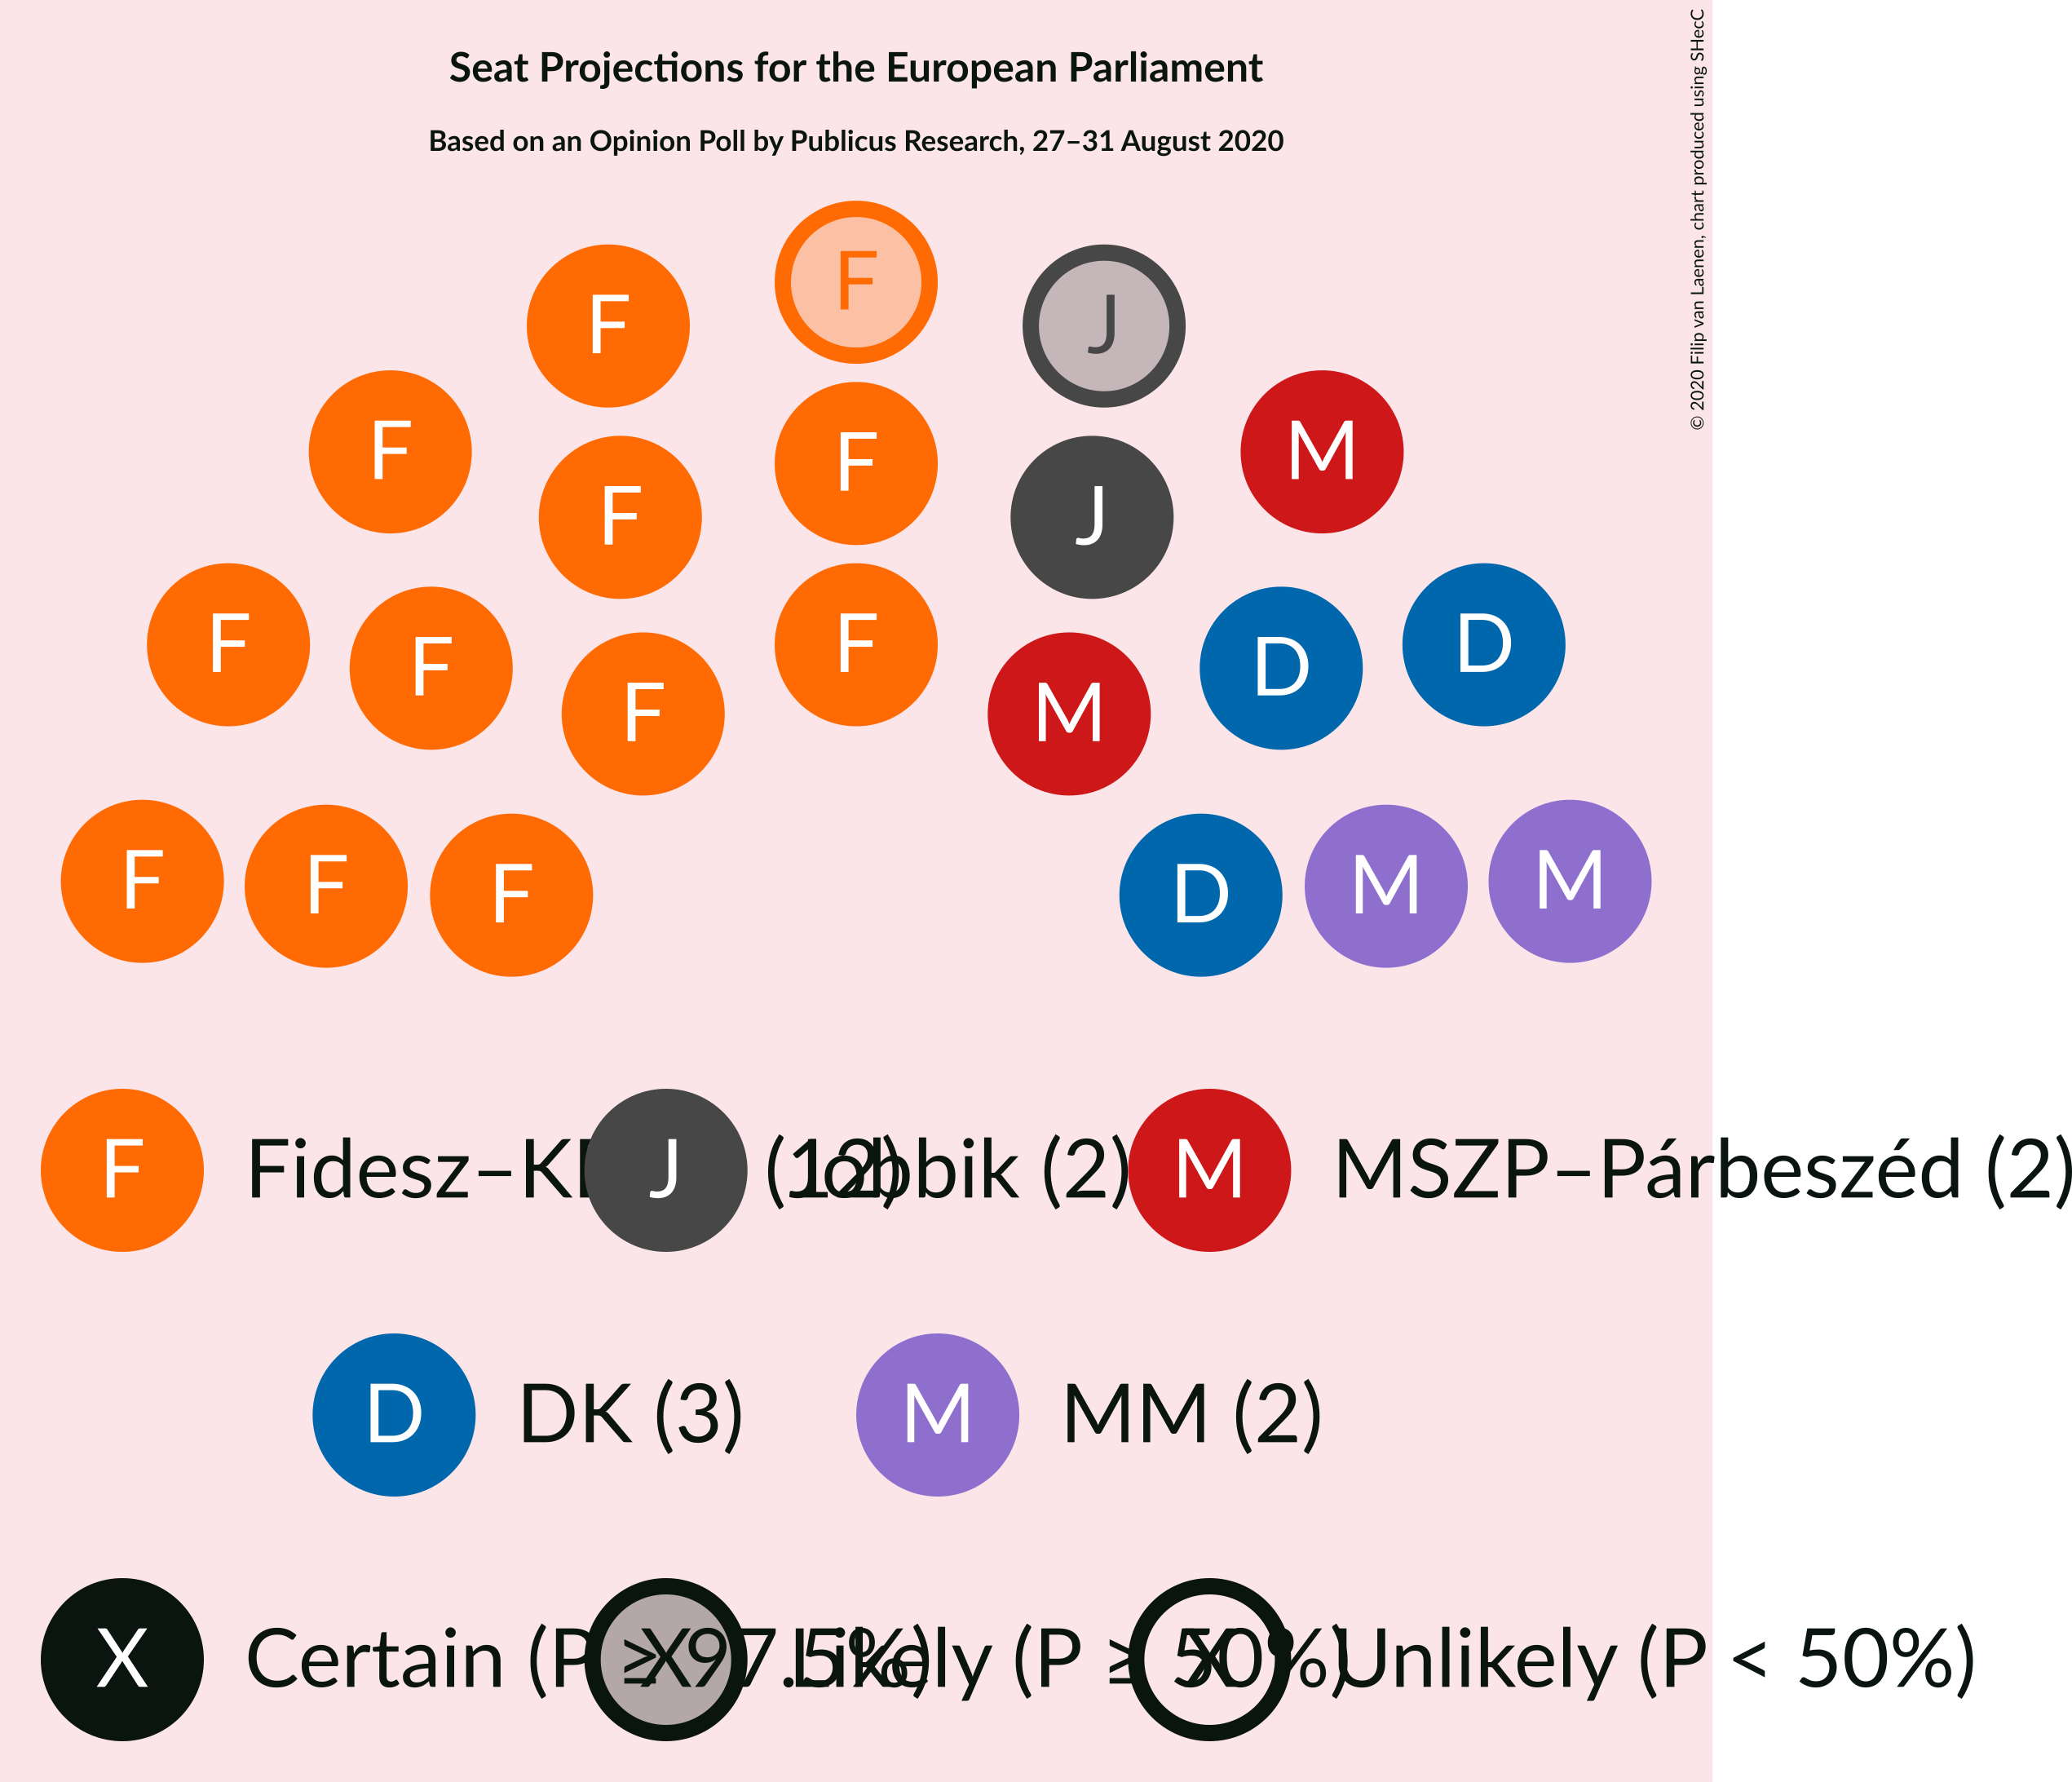 Seat Projections for the European Parliament
Based on an Opinion Poll by Publicus Research, 27–31 August 2020
© 2020 Filip van Laenen, chart produced using SHecC
F
F J
F M
F
F J
F F D D
F F
F M
F F F D M M
F Fidesz–K J (12) bbik (2) M MSZP–Párbeszéd (2)
D DK (3) M MM (2)
X Certain (P ≥ 97.5%) X Likely (P ≥ 50%) X Unlikely (P < 50%)